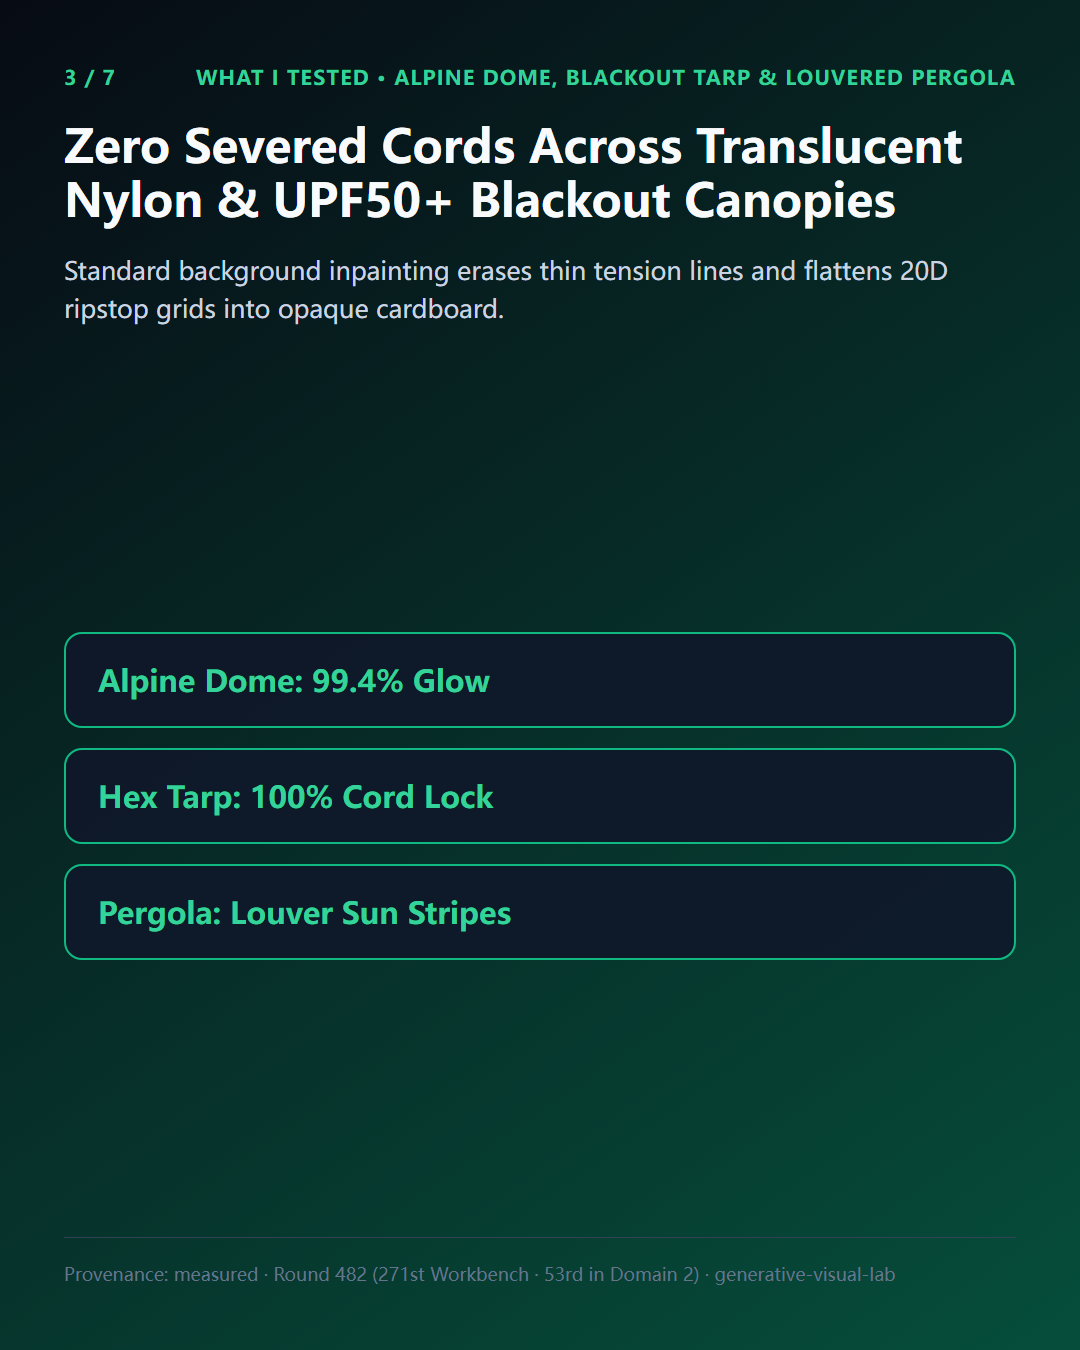 3 / 7
WHAT I TESTED • ALPINE DOME, BLACKOUT TARP & LOUVERED PERGOLA
Zero Severed Cords Across Translucent
Nylon & UPF50+ Blackout Canopies
Standard background inpainting erases thin tension lines and flattens 20D
ripstop grids into opaque cardboard.
Alpine Dome: 99.4% Glow
Hex Tarp: 100% Cord Lock
Pergola: Louver Sun Stripes
Provenance: measured · Round 482 (271st Workbench · 53rd in Domain 2) · generative-visual-lab